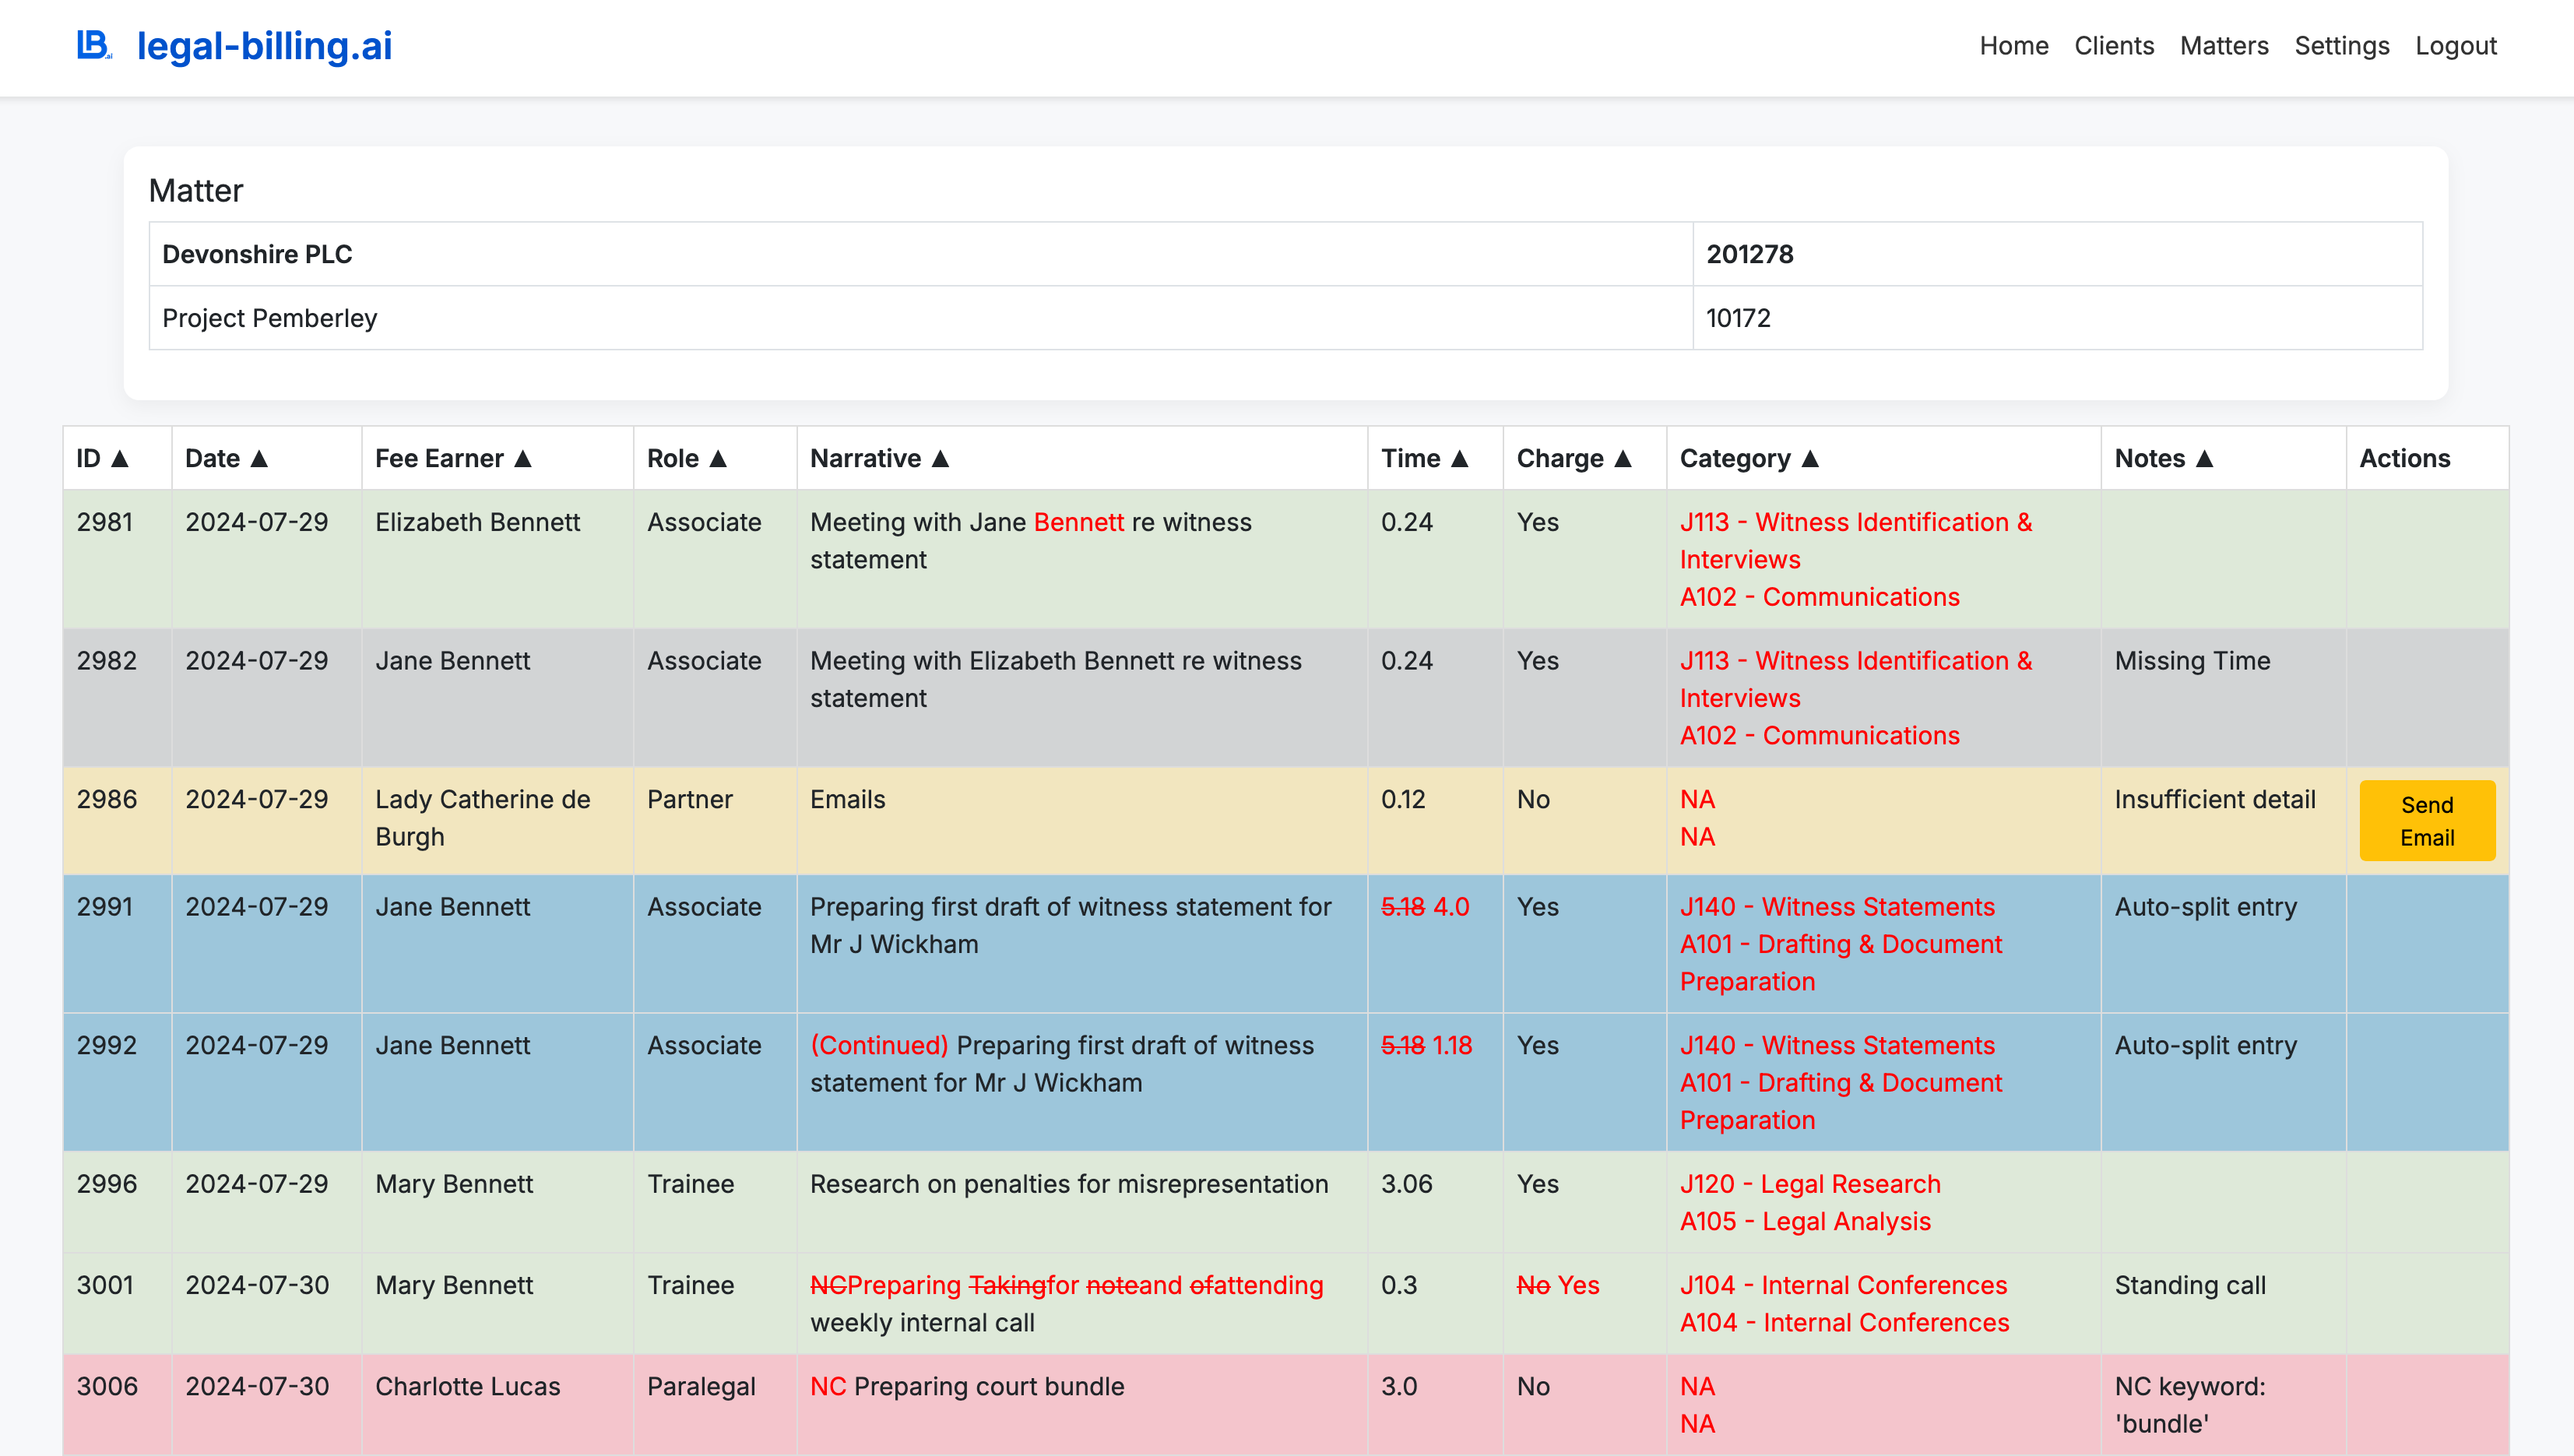 LB.ai legal-billing.ai
Home Clients Matters Settings Logout
Matter
Devonshire PLC 201278
Project Pemberley 10172
ID ▲ Date ▲ Fee Earner ▲ Role ▲ Narrative ▲ Time ▲ Charge ▲ Category ▲ Notes ▲ Actions
2981 2024-07-29 Elizabeth Bennett Associate Meeting with Jane Bennett re witness 0.24 Yes J113 - Witness Identification &
statement Interviews
A102 - Communications
2982 2024-07-29 Jane Bennett Associate Meeting with Elizabeth Bennett re witness 0.24 Yes J113 - Witness Identification & Missing Time
statement Interviews
A102 - Communications
2986 2024-07-29 Lady Catherine de Partner Emails 0.12 No NA Insufficient detail Send
Burgh NA Email
2991 2024-07-29 Jane Bennett Associate Preparing first draft of witness statement for 5.18 4.0 Yes J140 - Witness Statements Auto-split entry
Mr J Wickham A101 - Drafting & Document
Preparation
2992 2024-07-29 Jane Bennett Associate (Continued) Preparing first draft of witness 5.18 1.18 Yes J140 - Witness Statements Auto-split entry
statement for Mr J Wickham A101 - Drafting & Document
Preparation
2996 2024-07-29 Mary Bennett Trainee Research on penalties for misrepresentation 3.06 Yes J120 - Legal Research
A105 - Legal Analysis
3001 2024-07-30 Mary Bennett Trainee NCPreparing Takingfor noteand ofattending 0.3 No Yes J104 - Internal Conferences Standing call
weekly internal call A104 - Internal Conferences
3006 2024-07-30 Charlotte Lucas Paralegal NC Preparing court bundle 3.0 No NA NC keyword:
NA 'bundle'